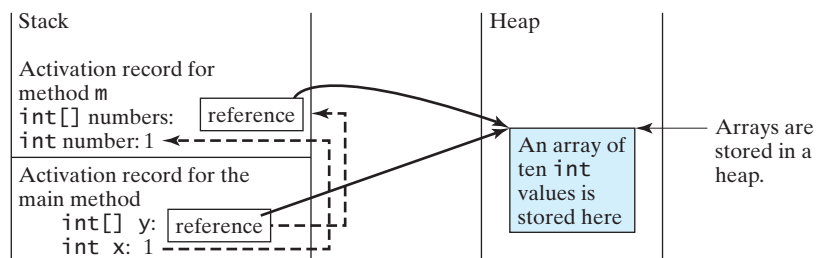 Stack
Activation record for
method m
int[] numbers: reference
int number: 1
Activation record for the
main method
int[] y: reference
int x: 1
Heap
An array of
ten int
values is
stored here
Arrays are
stored in a
heap.